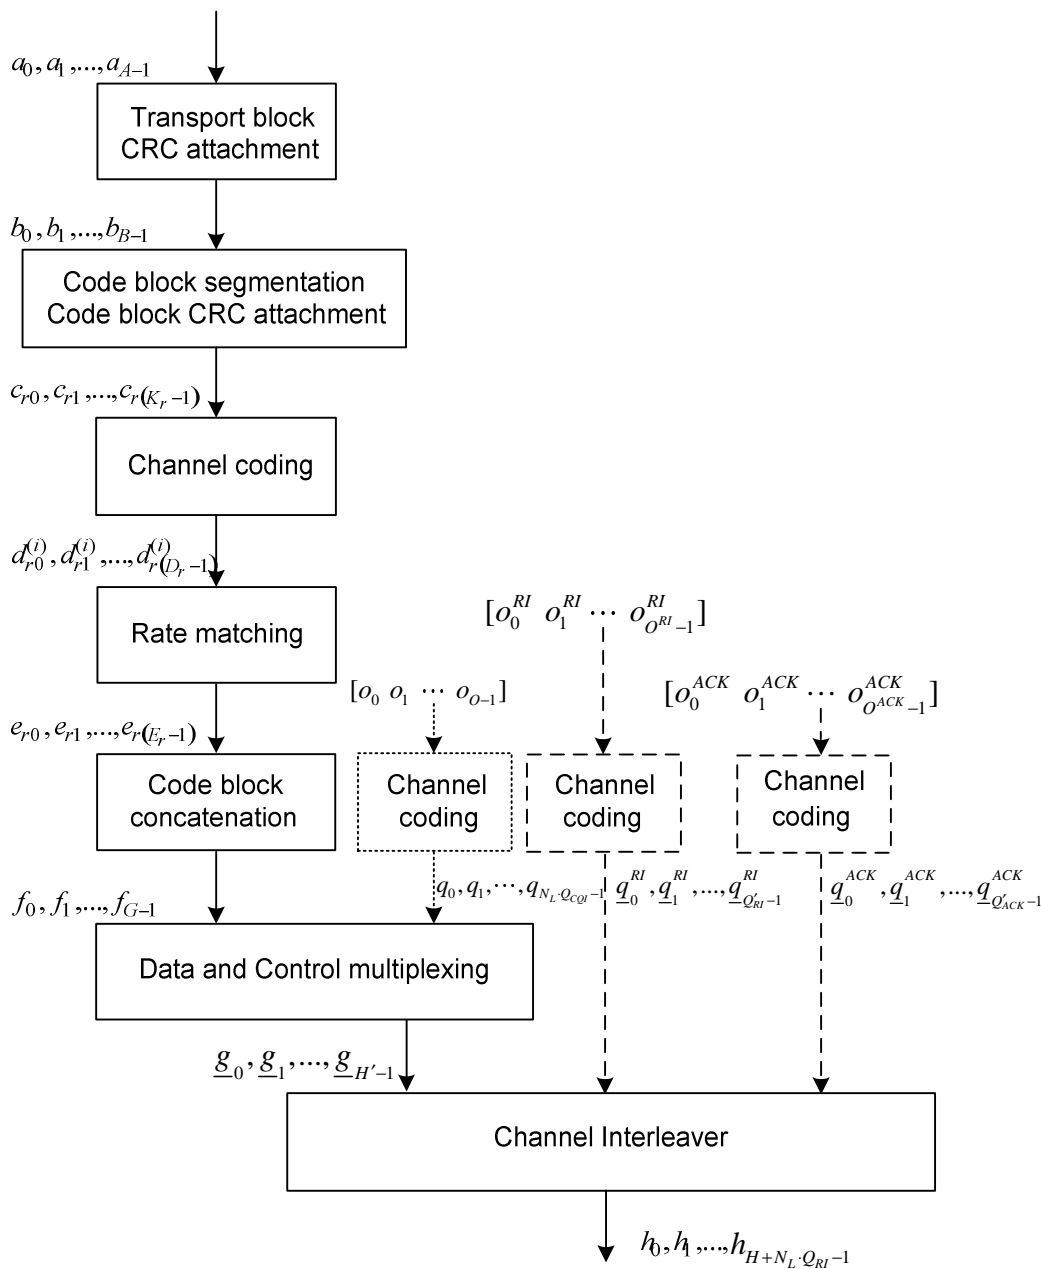 a₀, a₁,..., a_{A−1}
Transport block
CRC attachment
b₀, b₁,..., b_{B−1}
Code block segmentation
Code block CRC attachment
c_{r0}, c_{r1},..., c_{r(K_r−1)}
Channel coding
d_{r0}^{(i)}, d_{r1}^{(i)},..., d_{r(D_r−1)}^{(i)}
Rate matching
[o_0^{RI} o_1^{RI} ⋯ o_{O^{RI}−1}^{RI}]
[o_0 o_1 ⋯ o_{O−1}]
[o_0^{ACK} o_1^{ACK} ⋯ o_{O^{ACK}−1}^{ACK}]
e_{r0}, e_{r1},..., e_{r(E_r−1)}
Code block
concatenation
Channel
coding
Channel
coding
Channel
coding
f_0, f_1,..., f_{G−1}
q_0, q_1, ⋯, q_{N_L·Q_{CQI}−1}
q_0^{RI}, q_1^{RI},..., q_{Q'_{RI}−1}^{RI}
q_0^{ACK}, q_1^{ACK},..., q_{Q'_{ACK}−1}^{ACK}
Data and Control multiplexing
g_0, g_1,..., g_{H'−1}
Channel Interleaver
h_0, h_1,..., h_{H+N_L·Q_{RI}−1}